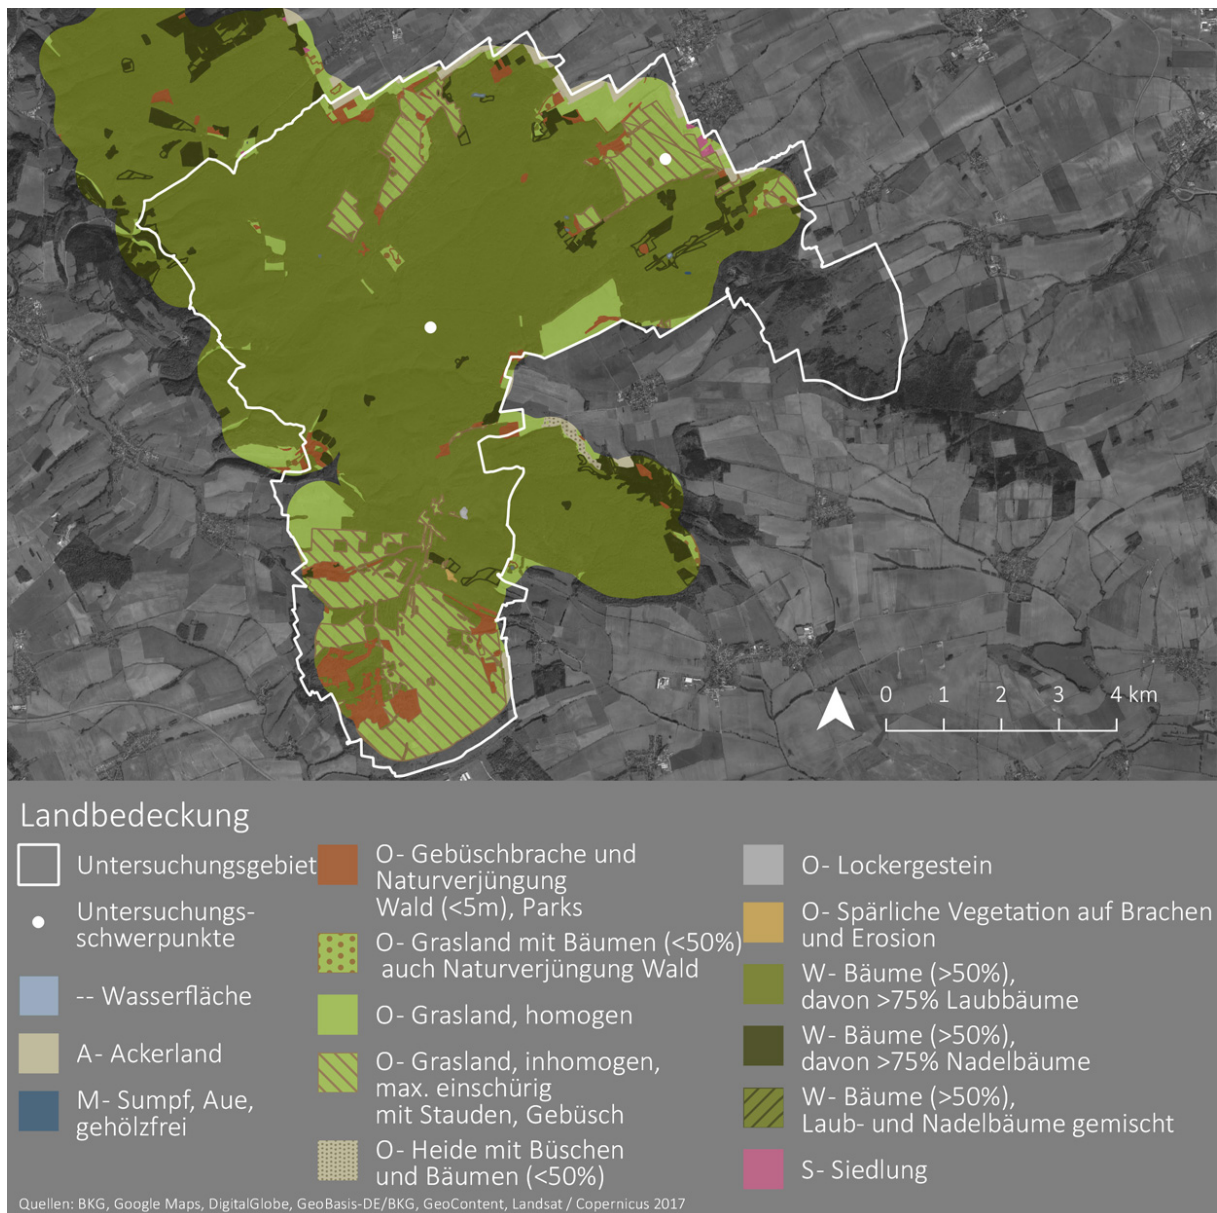 0 1 2 3 4 km
Landbedeckung
Untersuchungsgebiet
Untersuchungs-
schwerpunkte
-- Wasserfläche
A- Ackerland
M- Sumpf, Aue,
gehölzfrei
O- Gebüschbrache und
Naturverjüngung
Wald (<5m), Parks
O- Grasland mit Bäumen (<50%)
auch Naturverjüngung Wald
O- Grasland, homogen
O- Grasland, inhomogen,
max. einschürig
mit Stauden, Gebüsch
O- Heide mit Büschen
und Bäumen (<50%)
O- Lockergestein
O- Spärliche Vegetation auf Brachen
und Erosion
W- Bäume (>50%),
davon >75% Laubbäume
W- Bäume (>50%),
davon >75% Nadelbäume
W- Bäume (>50%),
Laub- und Nadelbäume gemischt
S- Siedlung
Quellen: BKG, Google Maps, DigitalGlobe, GeoBasis-DE/BKG, GeoContent, Landsat / Copernicus 2017